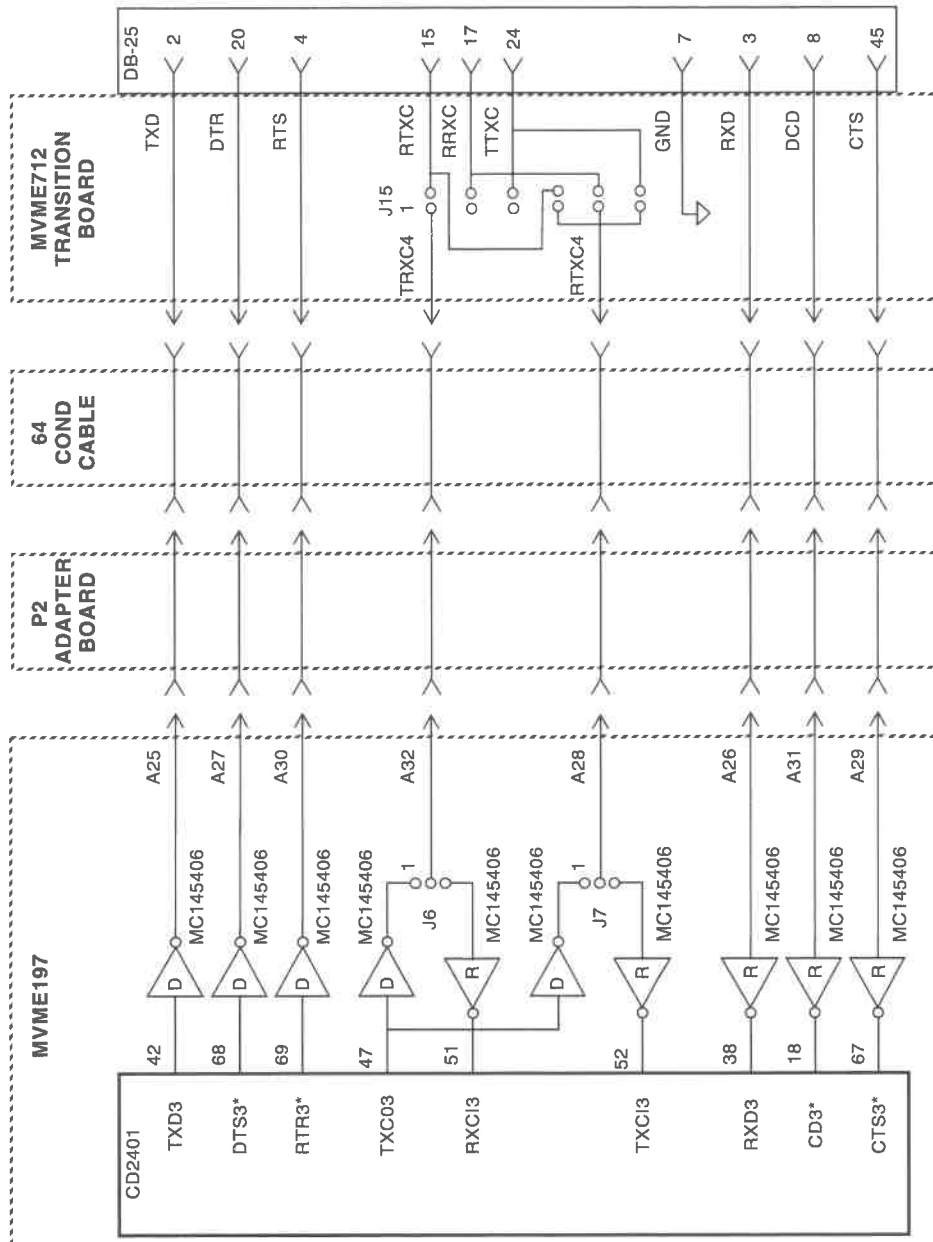 MVME197
P2
ADAPTER
BOARD
64
COND
CABLE
MVME712
TRANSITION
BOARD
CD2401
DB-25
TXD3
42
D
MC145406
A25
TXD
2
DTS3*
68
D
MC145406
A27
DTR
20
RTR3*
69
D
MC145406
A30
RTS
4
TXC03
47
D
MC145406
J6
1
A32
TRXC4
J15
1
RTXC
15
RXCI3
51
R
MC145406
RRXC
17
TTXC
24
D
MC145406
J7
1
A28
RTXC4
TXCI3
52
R
MC145406
GND
7
RXD3
38
R
MC145406
A26
RXD
3
CD3*
18
R
MC145406
A31
DCD
8
CTS3*
67
R
MC145406
A29
CTS
45